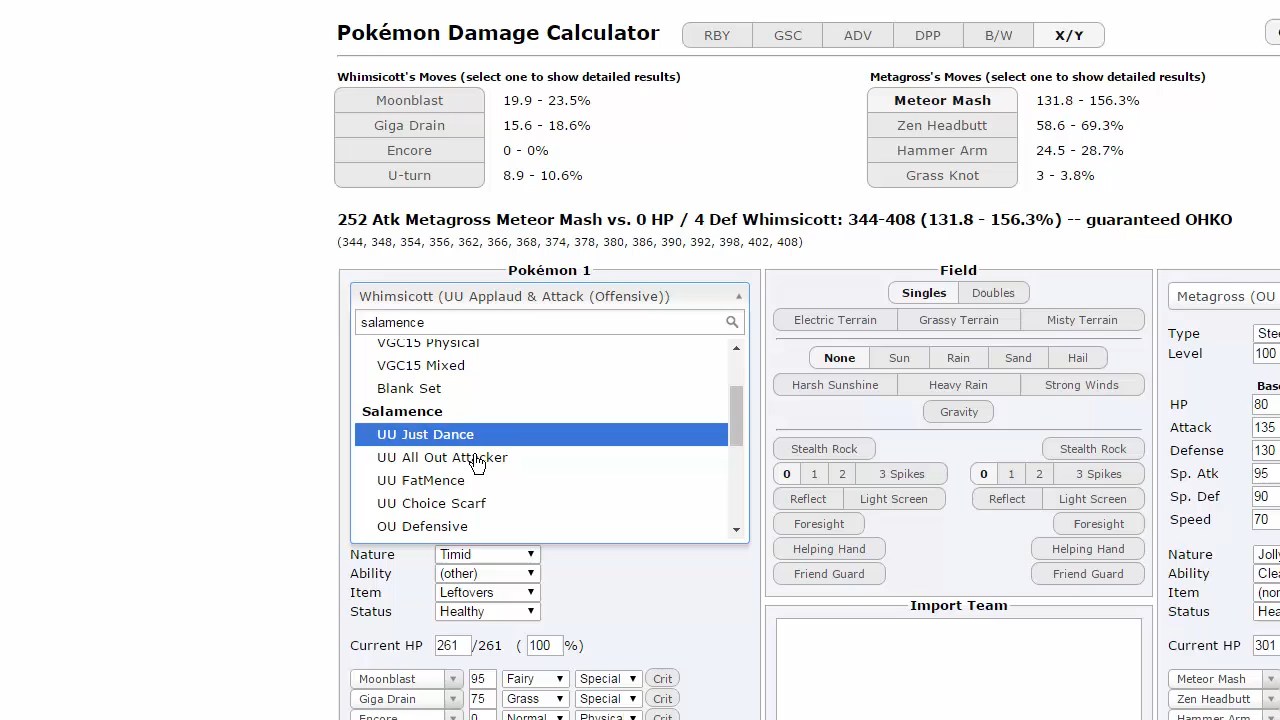 Pokémon Damage Calculator RBY GSC ADV DPP B/W X/Y
Whimsicott's Moves (select one to show detailed results) Metagross's Moves (select one to show detailed results)
Moonblast 19.9 - 23.5% Meteor Mash 131.8 - 156.3%
Giga Drain 15.6 - 18.6% Zen Headbutt 58.6 - 69.3%
Encore 0 - 0% Hammer Arm 24.5 - 28.7%
U-turn 8.9 - 10.6% Grass Knot 3 - 3.8%
252 Atk Metagross Meteor Mash vs. 0 HP / 4 Def Whimsicott: 344-408 (131.8 - 156.3%) -- guaranteed OHKO
(344, 348, 354, 356, 362, 366, 368, 374, 378, 380, 386, 390, 392, 398, 402, 408)
Pokémon 1
Whimsicott (UU Applaud & Attack (Offensive))
salamence
VGC15 Physical
VGC15 Mixed
Blank Set
Salamence
UU Just Dance
UU All Out Attacker
UU FatMence
UU Choice Scarf
OU Defensive
Nature Timid
Ability (other)
Item Leftovers
Status Healthy
Current HP 261 /261 ( 100 %)
Moonblast 95 Fairy Special Crit
Giga Drain 75 Grass Special Crit
Encore 0 Normal Physica Crit
Field
Singles Doubles
Electric Terrain Grassy Terrain Misty Terrain
None Sun Rain Sand Hail
Harsh Sunshine Heavy Rain Strong Winds
Gravity
Stealth Rock Stealth Rock
0 1 2 3 Spikes 0 1 2 3 Spikes
Reflect Light Screen Reflect Light Screen
Foresight Foresight
Helping Hand Helping Hand
Friend Guard Friend Guard
Import Team
Metagross (OU
Type Stee
Level 100
Base
HP 80
Attack 135
Defense 130
Sp. Atk 95
Sp. Def 90
Speed 70
Nature Jolly
Ability Clea
Item (non
Status Hea
Current HP 301
Meteor Mash
Zen Headbutt
Hammer Arm